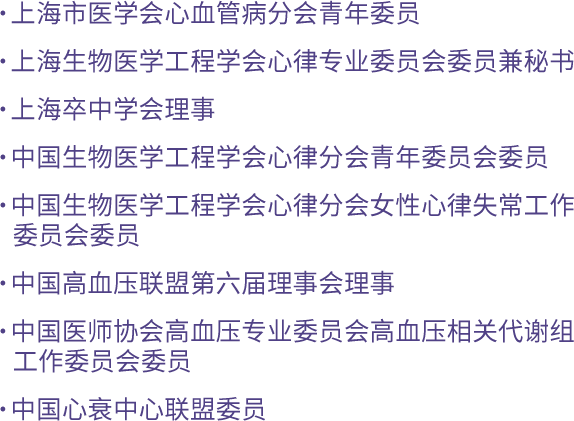 • 上海市医学会心血管病分会青年委员
• 上海生物医学工程学会心律专业委员会委员兼秘书
• 上海卒中学会理事
• 中国生物医学工程学会心律分会青年委员会委员
• 中国生物医学工程学会心律分会女性心律失常工作
委员会委员
• 中国高血压联盟第六届理事会理事
• 中国医师协会高血压专业委员会高血压相关代谢组
工作委员会委员
• 中国心衰中心联盟委员